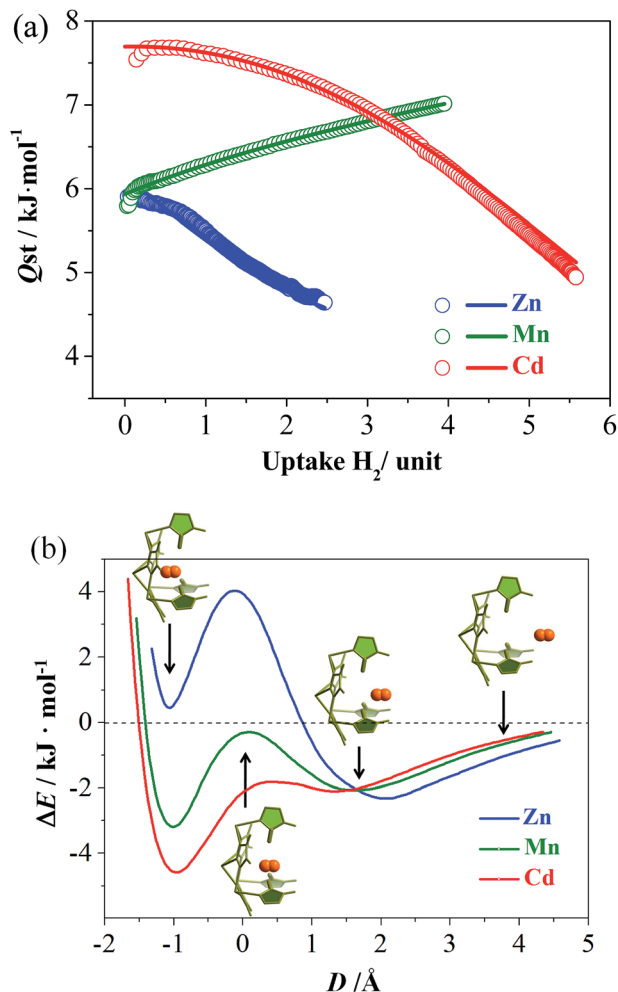 (a)
8
7
6
5
4
Qst / kJ·mol⁻¹
Zn
Mn
Cd
0 1 2 3 4 5 6
Uptake H₂/ unit
(b)
4
2
0
-2
-4
ΔE / kJ · mol⁻¹
Zn
Mn
Cd
-2 -1 0 1 2 3 4 5
D /Å